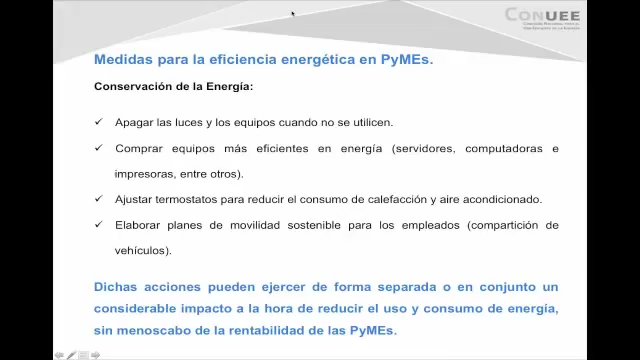 CONUEE
Medidas para la eficiencia energética en PyMEs.
Conservación de la Energía:
✓ Apagar las luces y los equipos cuando no se utilicen.
✓ Comprar equipos más eficientes en energía (servidores, computadoras e
impresoras, entre otros).
✓ Ajustar termostatos para reducir el consumo de calefacción y aire acondicionado.
✓ Elaborar planes de movilidad sostenible para los empleados (compartición de
vehículos).
Dichas acciones pueden ejercer de forma separada o en conjunto un
considerable impacto a la hora de reducir el uso y consumo de energía,
sin menoscabo de la rentabilidad de las PyMEs.